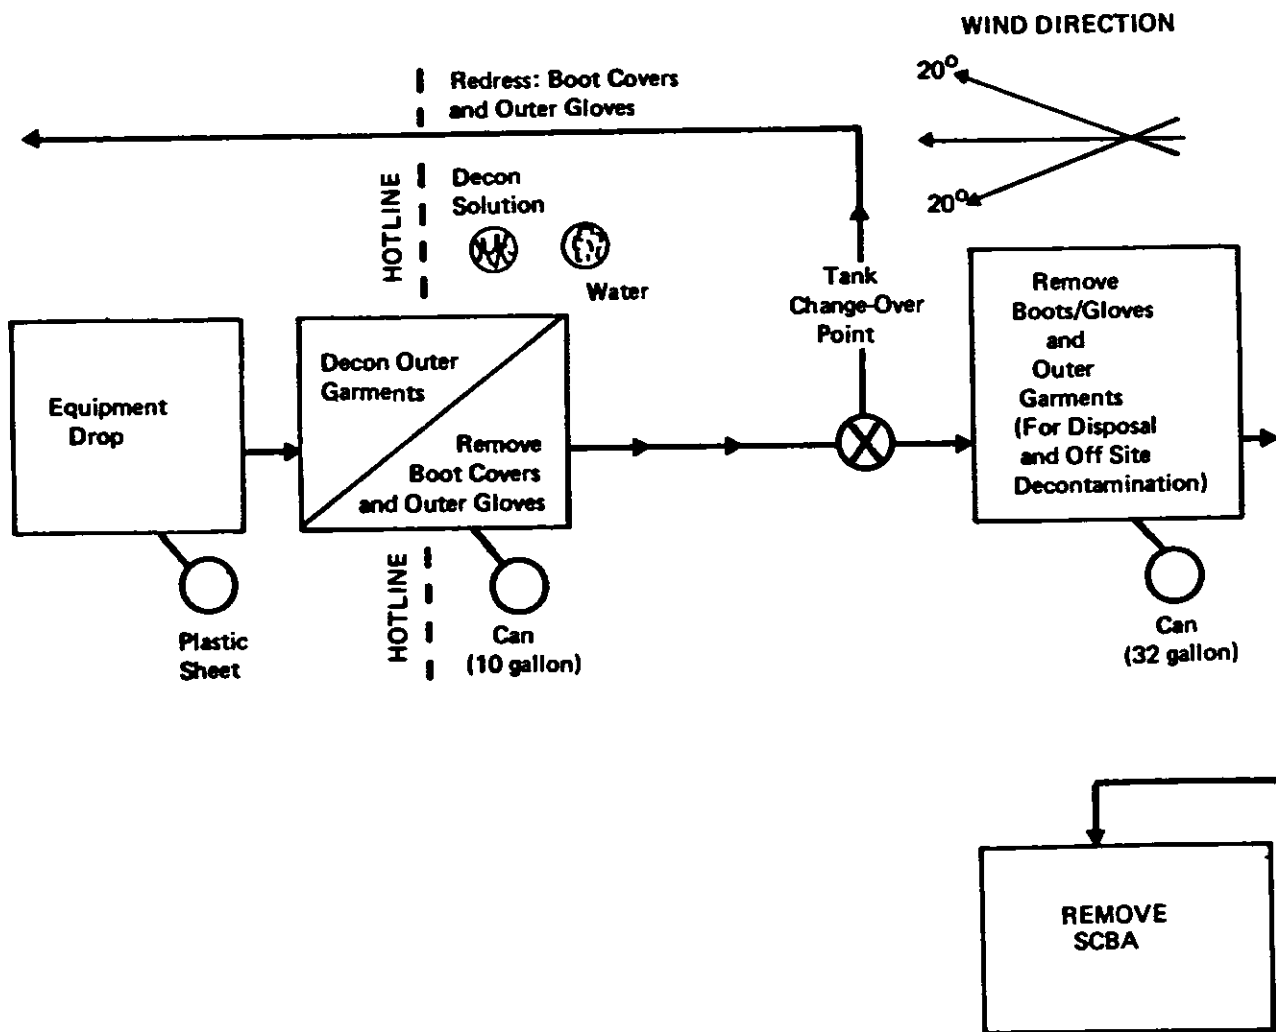 WIND DIRECTION
20°
20°
Redress: Boot Covers
and Outer Gloves
HOTLINE
Decon
Solution
Water
Tank
Change-Over
Point
Equipment
Drop
Decon Outer
Garments
Remove
Boot Covers
and Outer Gloves
Remove
Boots/Gloves
and
Outer
Garments
(For Disposal
and Off Site
Decontamination)
Plastic
Sheet
HOTLINE
Can
(10 gallon)
Can
(32 gallon)
REMOVE
SCBA